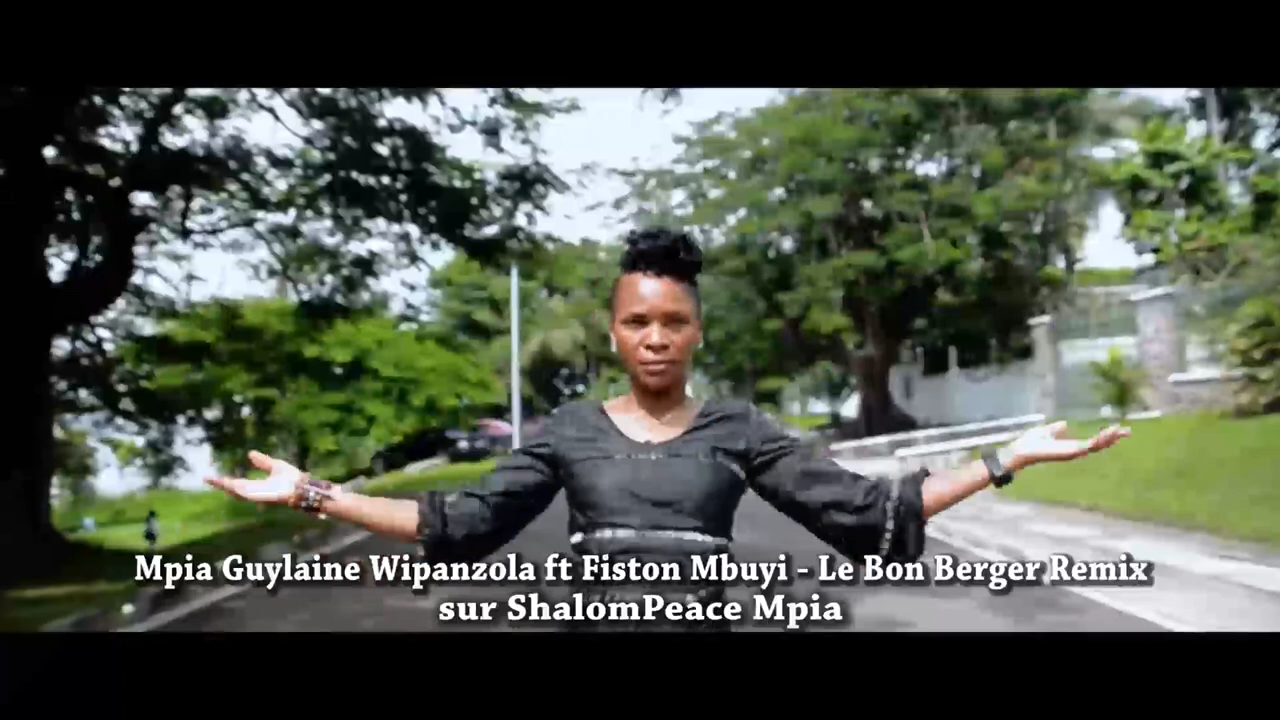 Mpia Guylaine Wipanzola ft Fiston Mbuyi - Le Bon Berger Remix
sur ShalomPeace Mpia